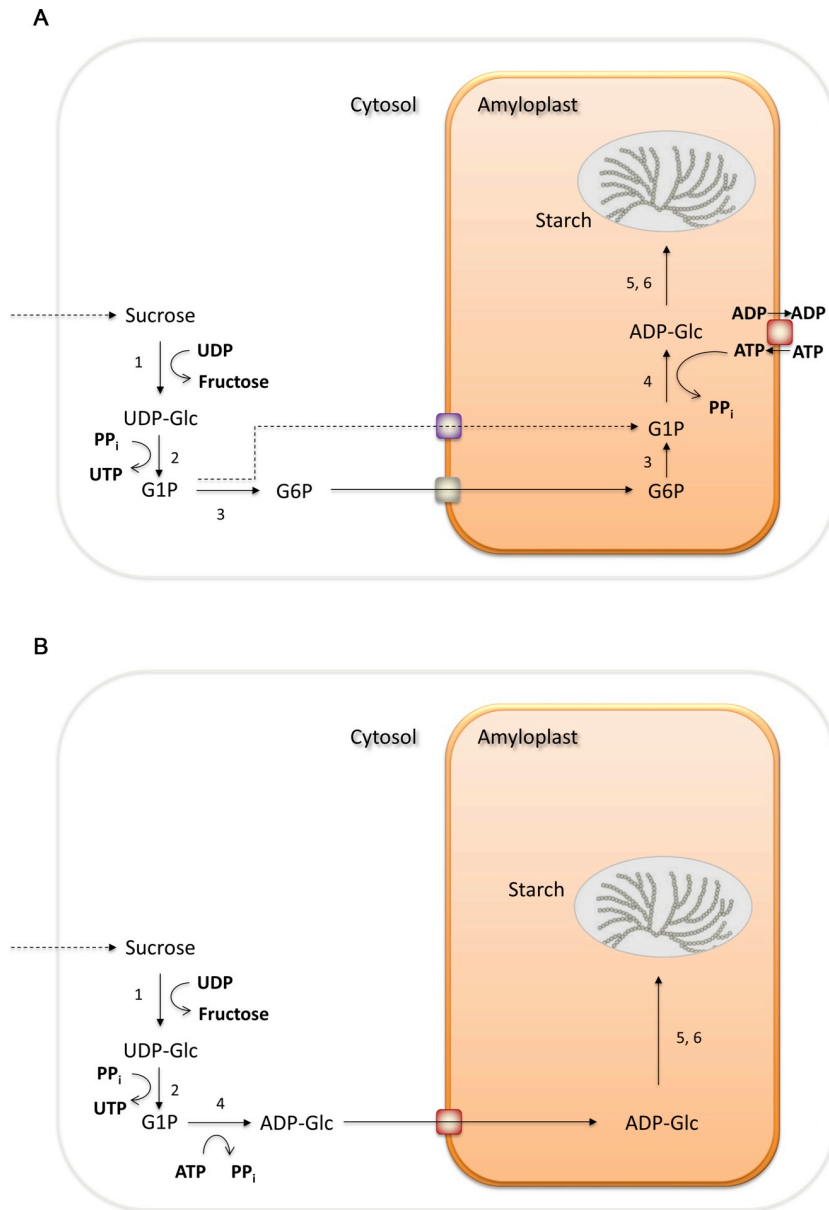 A
Cytosol Amyloplast
Starch
5, 6
Sucrose
ADP ADP
1 UDP
ADP-Glc
ATP ATP
Fructose
4
UDP-Glc
PPi
PPi
2
G1P
UTP
3
G1P G6P G6P
3
B
Cytosol Amyloplast
Starch
Sucrose
1 UDP
Fructose
5, 6
UDP-Glc
PPi
2
UTP
4
G1P ADP-Glc ADP-Glc
ATP PPi